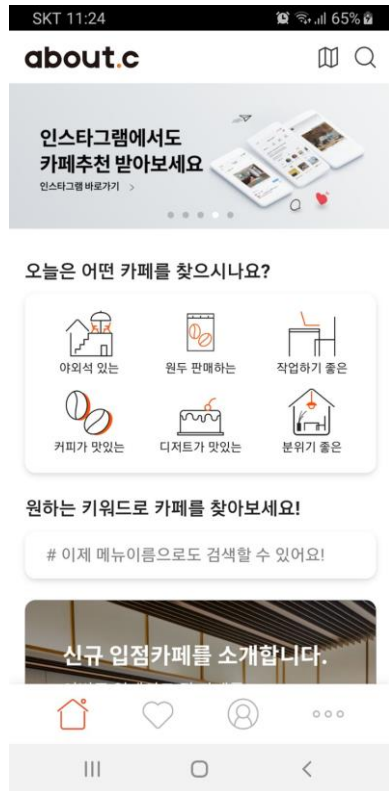 SKT 11:24
65%
about.c
인스타그램에서도
카페추천 받아보세요
인스타그램 바로가기 >
오늘은 어떤 카페를 찾으시나요?
야외석 있는
원두 판매하는
작업하기 좋은
커피가 맛있는
디저트가 맛있는
분위기 좋은
원하는 키워드로 카페를 찾아보세요!
# 이제 메뉴이름으로도 검색할 수 있어요!
신규 입점카페를 소개합니다.